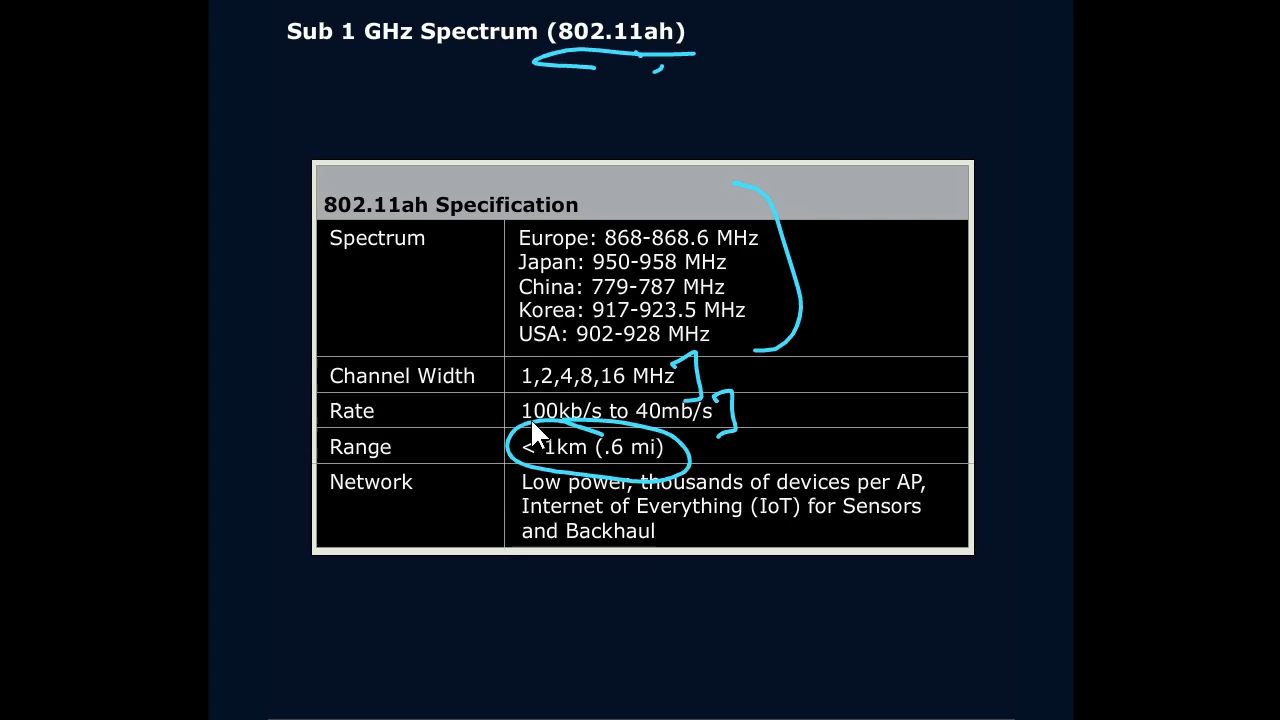 Sub 1 GHz Spectrum (802.11ah)
802.11ah Specification
Spectrum
Europe: 868-868.6 MHz
Japan: 950-958 MHz
China: 779-787 MHz
Korea: 917-923.5 MHz
USA: 902-928 MHz
Channel Width
1,2,4,8,16 MHz
Rate
100kb/s to 40mb/s
Range
< 1km (.6 mi)
Network
Low power, thousands of devices per AP,
Internet of Everything (IoT) for Sensors
and Backhaul